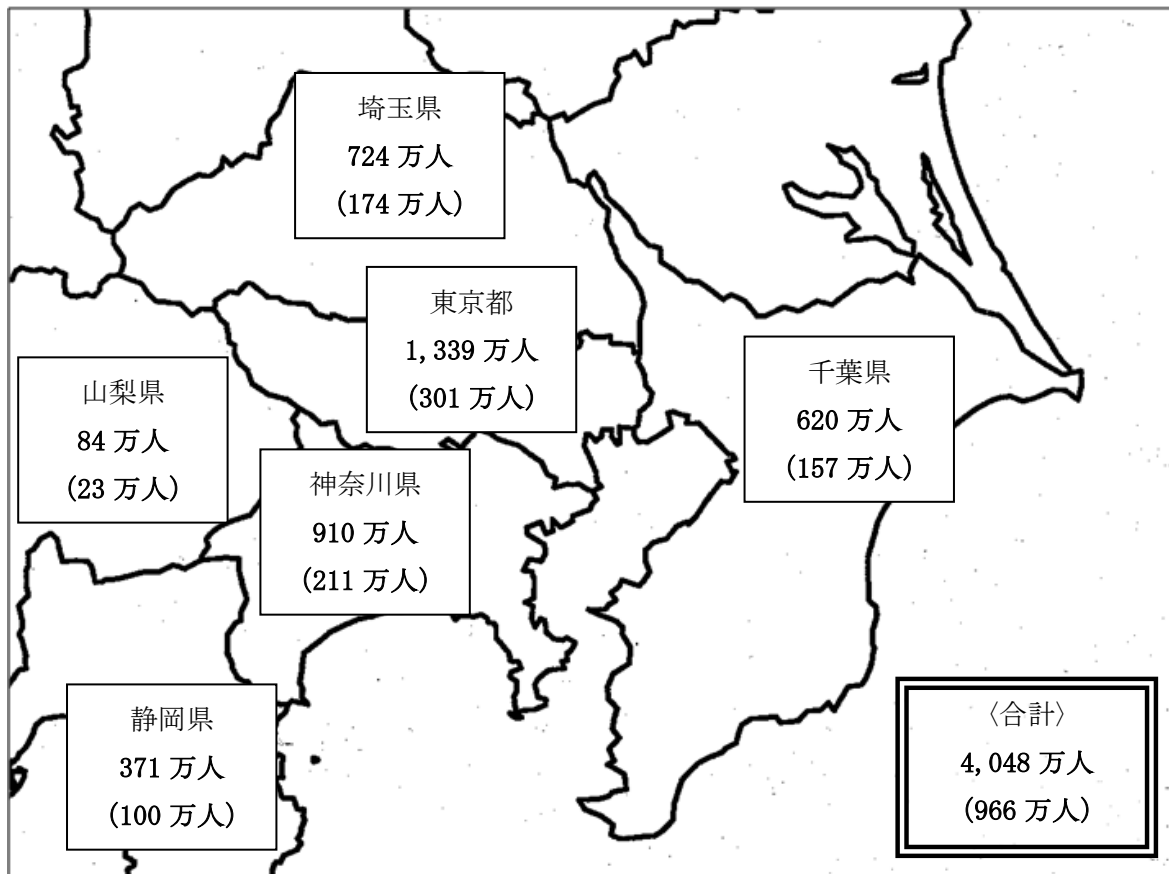 埼玉県
724 万人
(174 万人)
東京都
1,339 万人
(301 万人)
千葉県
620 万人
(157 万人)
山梨県
84 万人
(23 万人)
神奈川県
910 万人
(211 万人)
静岡県
371 万人
(100 万人)
〈合計〉
4,048 万人
(966 万人)